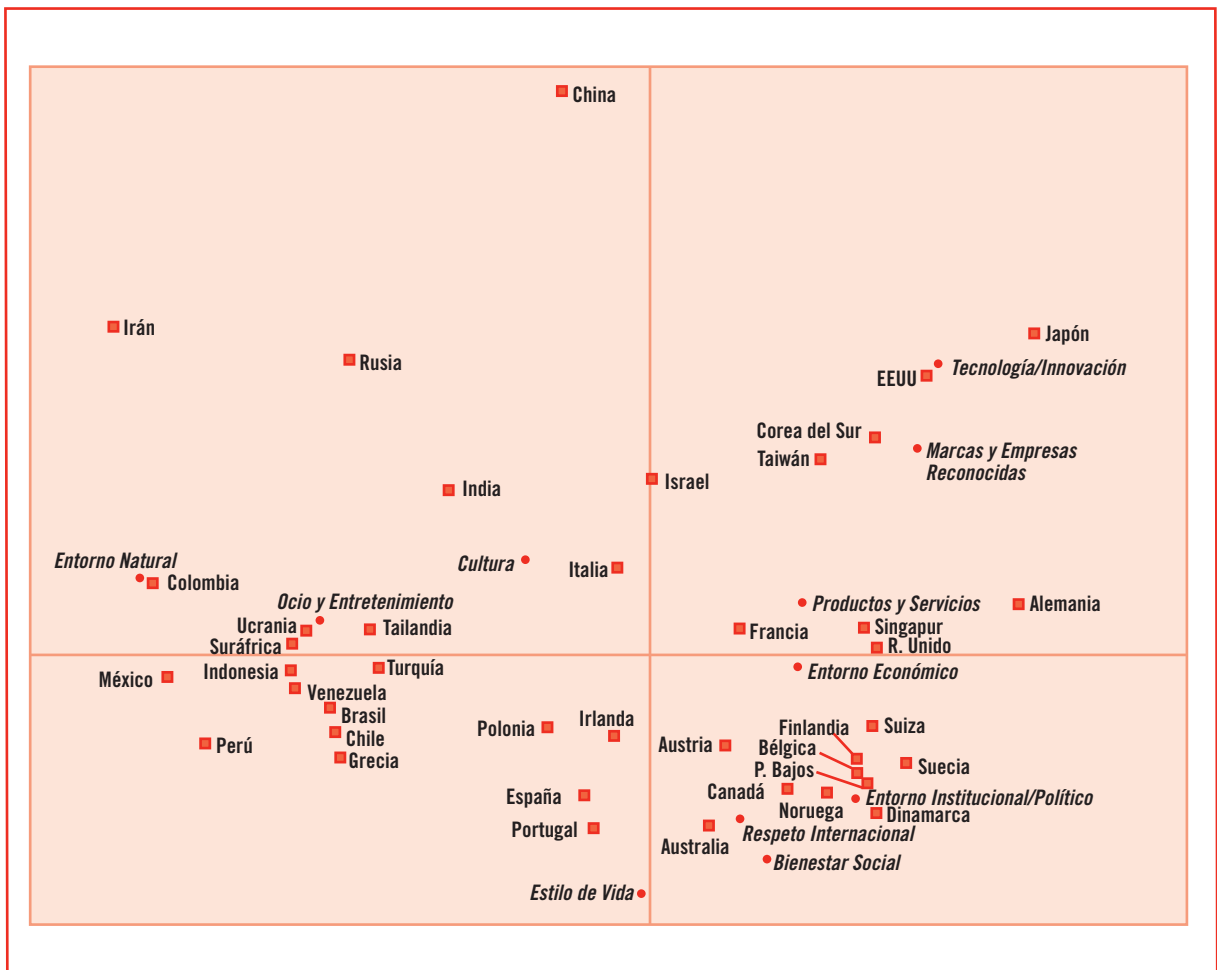 China
Irán
Japón
Rusia
Tecnología/Innovación
EEUU
Corea del Sur
Marcas y Empresas
Reconocidas
Taiwán
Israel
India
Entorno Natural
Cultura
Italia
Colombia
Ocio y Entretenimiento
Productos y Servicios
Alemania
Ucrania
Tailandia
Francia
Singapur
Suráfrica
R. Unido
Indonesia
Turquía
Entorno Económico
México
Venezuela
Brasil
Polonia
Irlanda
Finlandia
Suiza
Perú
Chile
Austria
Bélgica
Grecia
P. Bajos
Suecia
España
Canadá
Entorno Institucional/Político
Noruega
Dinamarca
Portugal
Australia
Respeto Internacional
Bienestar Social
Estilo de Vida